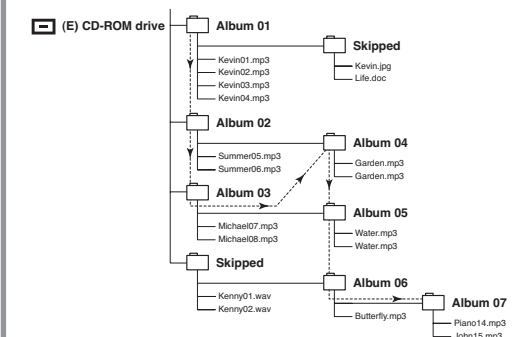 (E) CD-ROM drive
Album 01
Kevin01.mp3
Kevin02.mp3
Kevin03.mp3
Kevin04.mp3
Skipped
Kevin.jpg
Life.doc
Album 02
Summer05.mp3
Summer06.mp3
Album 04
Garden.mp3
Garden.mp3
Album 03
Michael07.mp3
Michael08.mp3
Album 05
Water.mp3
Water.mp3
Skipped
Kenny01.wav
Kenny02.wav
Album 06
Butterfly.mp3
Album 07
Piano14.mp3
John15.mp3